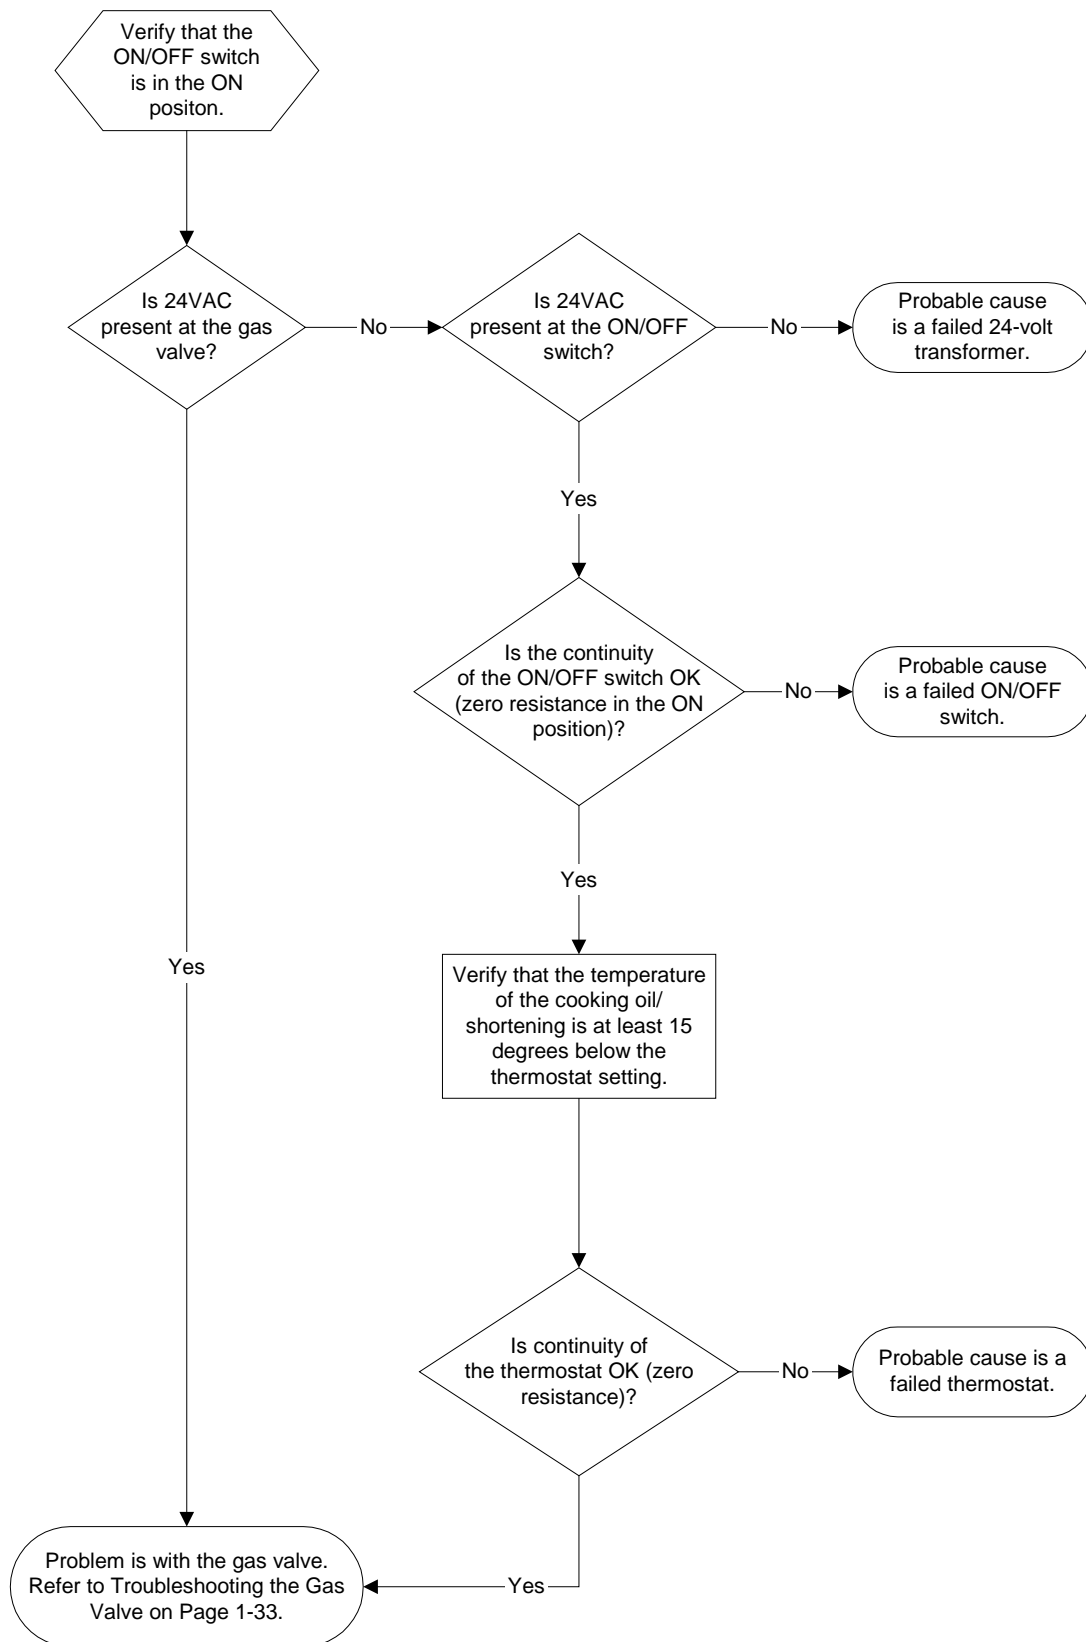 Verify that the
ON/OFF switch
is in the ON
positon.
Is 24VAC
present at the gas
valve?
No
Is 24VAC
present at the ON/OFF
switch?
No
Probable cause
is a failed 24-volt
transformer.
Yes
Is the continuity
of the ON/OFF switch OK
(zero resistance in the ON
position)?
No
Probable cause
is a failed ON/OFF
switch.
Yes
Yes
Verify that the temperature
of the cooking oil/
shortening is at least 15
degrees below the
thermostat setting.
Is continuity of
the thermostat OK (zero
resistance)?
No
Probable cause is a
failed thermostat.
Yes
Problem is with the gas valve.
Refer to Troubleshooting the Gas
Valve on Page 1-33.